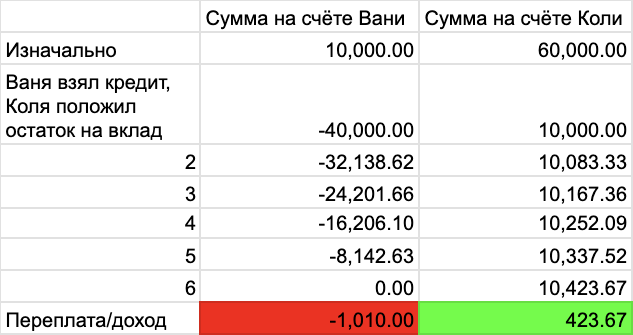 Сумма на счёте Вани Сумма на счёте Коли
Изначально 10,000.00 60,000.00
Ваня взял кредит,
Коля положил
остаток на вклад -40,000.00 10,000.00
2 -32,138.62 10,083.33
3 -24,201.66 10,167.36
4 -16,206.10 10,252.09
5 -8,142.63 10,337.52
6 0.00 10,423.67
Переплата/доход -1,010.00 423.67